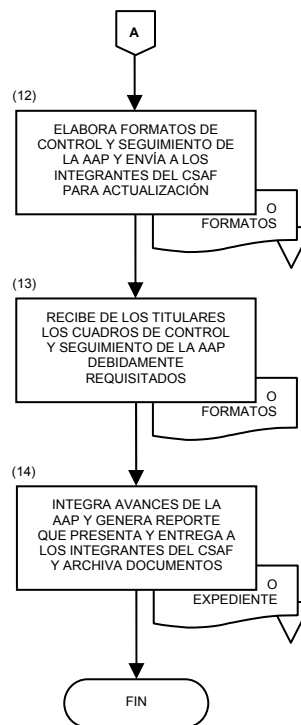 A
(12)
ELABORA FORMATOS DE
CONTROL Y SEGUIMIENTO DE
LA AAP Y ENVÍA A LOS
INTEGRANTES DEL CSAF
PARA ACTUALIZACIÓN
O
FORMATOS
(13)
RECIBE DE LOS TITULARES
LOS CUADROS DE CONTROL
Y SEGUIMIENTO DE LA AAP
DEBIDAMENTE
REQUISITADOS
O
FORMATOS
(14)
INTEGRA AVANCES DE LA
AAP Y GENERA REPORTE
QUE PRESENTA Y ENTREGA A
LOS INTEGRANTES DEL CSAF
Y ARCHIVA DOCUMENTOS
O
EXPEDIENTE
FIN